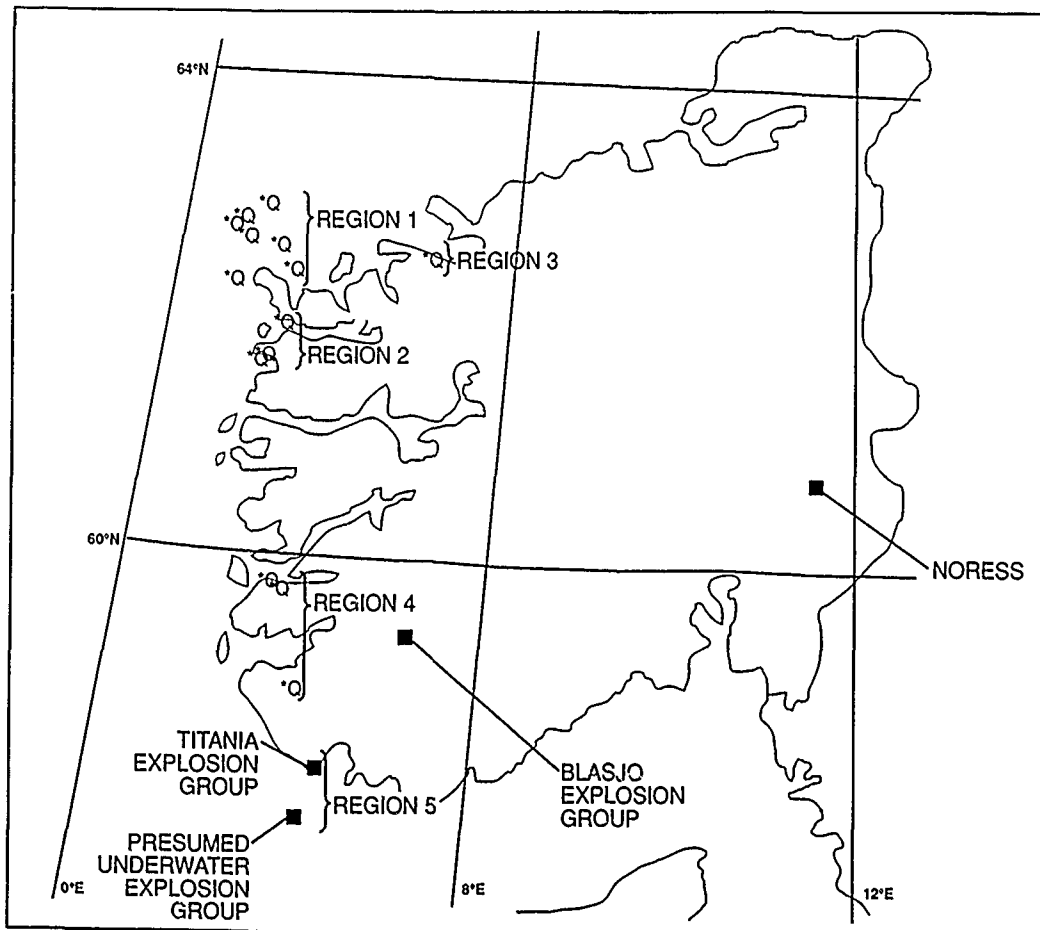 64°N
*Q
*Q
*Q
*Q
*Q
*Q
*Q
*Q
REGION 1
*Q
REGION 3
*Q
*Q
*Q
REGION 2
60°N
NORESS
*Q
Q
REGION 4
*Q
TITANIA
EXPLOSION
GROUP
REGION 5
BLASJO
EXPLOSION
GROUP
PRESUMED
UNDERWATER
EXPLOSION
GROUP
0°E
8°E
12°E